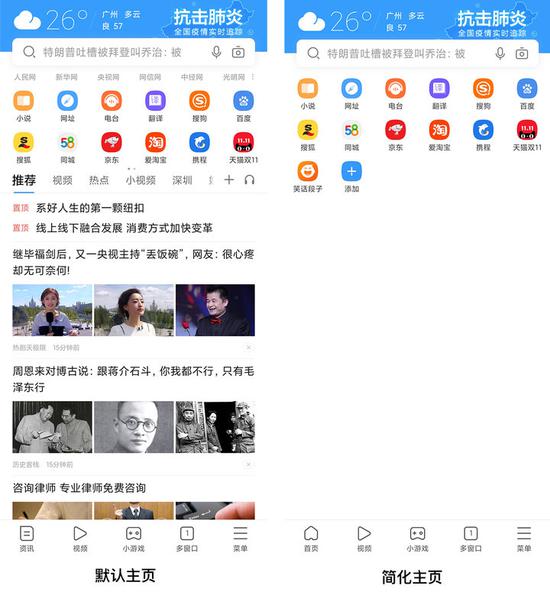 26° 广州 多云
良 57
抗击肺炎
全国疫情实时追踪
特朗普吐槽被拜登叫乔治：被
人民网 新华网 央视网 网信网 中经网 光明网
小说 网址 电台 翻译 搜狗 百度
搜狐 58同城 京东 爱淘宝 携程 天猫双11
推荐 视频 热点 小视频 深圳
置顶 系好人生的第一颗纽扣
置顶 线上线下融合发展 消费方式加快变革
继毕福剑后，又一央视主持“丢饭碗”，网友：很心疼
却无可奈何!
热剧天极限 15分钟前
周恩来对博古说：跟蒋介石斗，你我都不行，只有毛
泽东行
历史客栈 15分钟前
咨询律师 专业律师免费咨询
资讯 视频 小游戏 1 多窗口 菜单
默认主页
26° 广州 多云
良 57
抗击肺炎
全国疫情实时追踪
特朗普吐槽被拜登叫乔治：被
小说 网址 电台 翻译 搜狗 百度
搜狐 58同城 京东 爱淘宝 携程 天猫双11
笑话段子 添加
首页 视频 小游戏 1 多窗口 菜单
简化主页